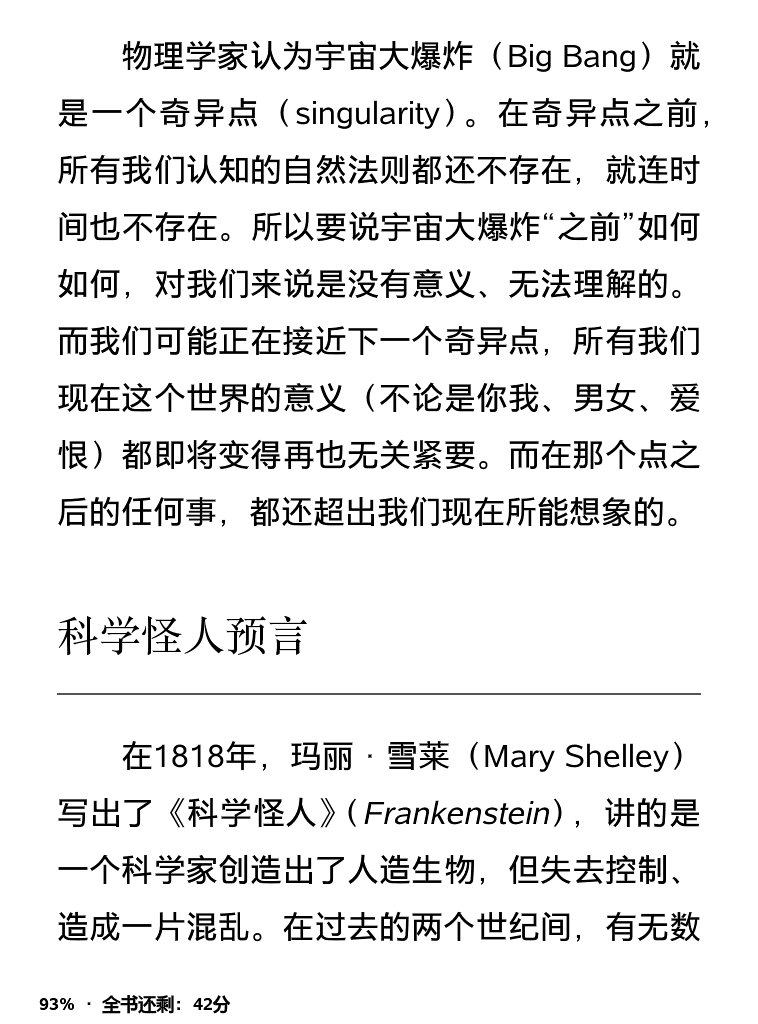 物理学家认为宇宙大爆炸（Big Bang）就
是一个奇异点（singularity）。在奇异点之前，
所有我们认知的自然法则都还不存在，就连时
间也不存在。所以要说宇宙大爆炸“之前”如何
如何，对我们来说是没有意义、无法理解的。
而我们可能正在接近下一个奇异点，所有我们
现在这个世界的意义（不论是你我、男女、爱
恨）都即将变得再也无关紧要。而在那个点之
后的任何事，都还超出我们现在所能想象的。
科学怪人预言
在1818年，玛丽·雪莱（Mary Shelley）
写出了《科学怪人》（Frankenstein），讲的是
一个科学家创造出了人造生物，但失去控制、
造成一片混乱。在过去的两个世纪间，有无数
93% · 全书还剩：42分